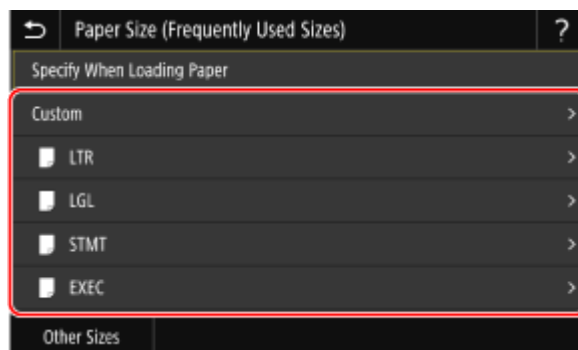 Paper Size (Frequently Used Sizes) ?
Specify When Loading Paper
Custom >
LTR >
LGL >
STMT >
EXEC >
Other Sizes